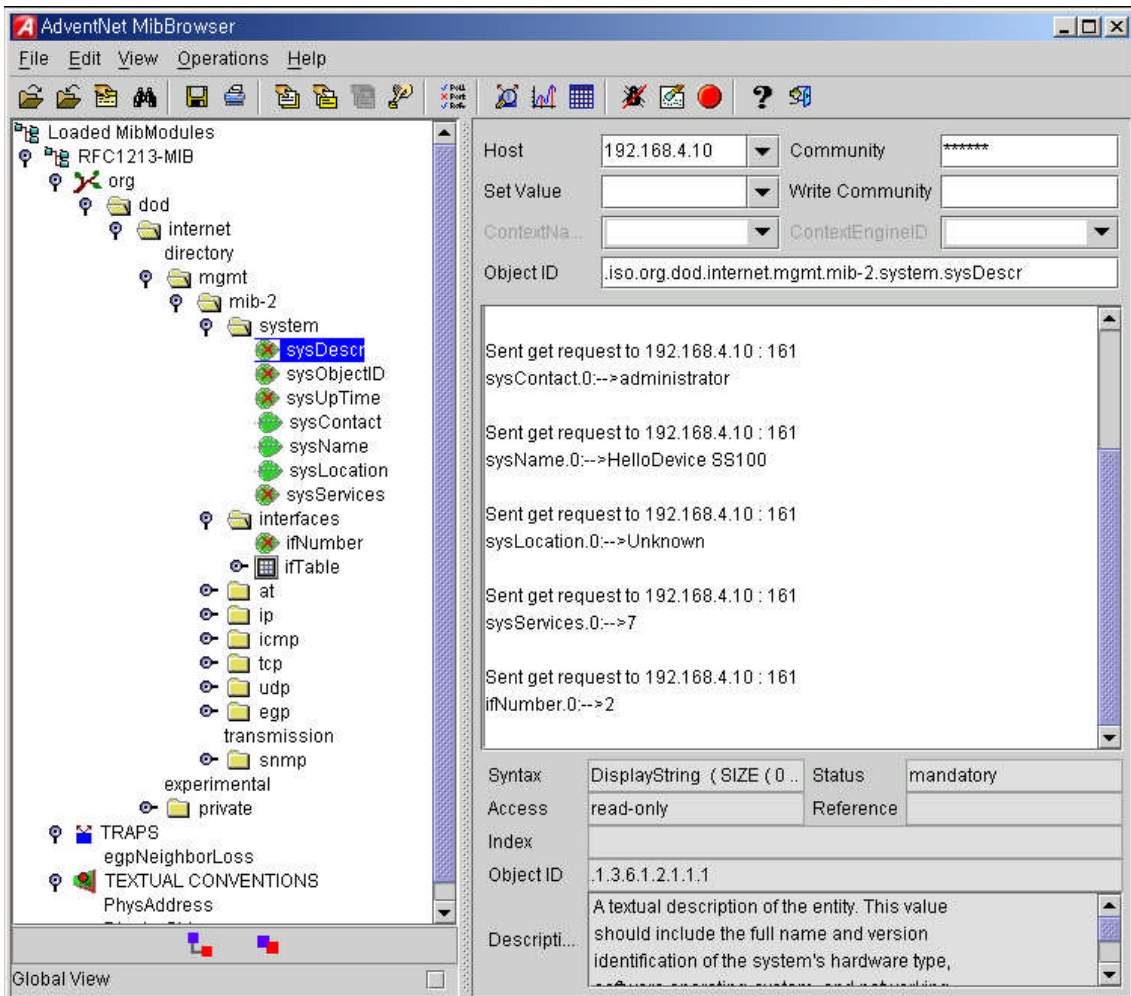 AdventNet MibBrowser
File Edit View Operations Help
Loaded MibModules
RFC1213-MIB
org
dod
internet
directory
mgmt
mib-2
system
sysDescr
sysObjectID
sysUpTime
sysContact
sysName
sysLocation
sysServices
interfaces
ifNumber
ifTable
at
ip
icmp
tcp
udp
egp
transmission
snmp
experimental
private
TRAPS
egpNeighborLoss
TEXTUAL CONVENTIONS
PhysAddress
Global View
Host 192.168.4.10 Community ******
Set Value Write Community
ContextNa... ContextEngineID
Object ID .iso.org.dod.internet.mgmt.mib-2.system.sysDescr
Sent get request to 192.168.4.10 : 161
sysContact.0:-->administrator
Sent get request to 192.168.4.10 : 161
sysName.0:-->HelloDevice SS100
Sent get request to 192.168.4.10 : 161
sysLocation.0:-->Unknown
Sent get request to 192.168.4.10 : 161
sysServices.0:-->7
Sent get request to 192.168.4.10 : 161
ifNumber.0:-->2
Syntax DisplayString ( SIZE ( 0 .. Status mandatory
Access read-only Reference
Index
Object ID .1.3.6.1.2.1.1.1
Descripti... A textual description of the entity. This value
should include the full name and version
identification of the system's hardware type,